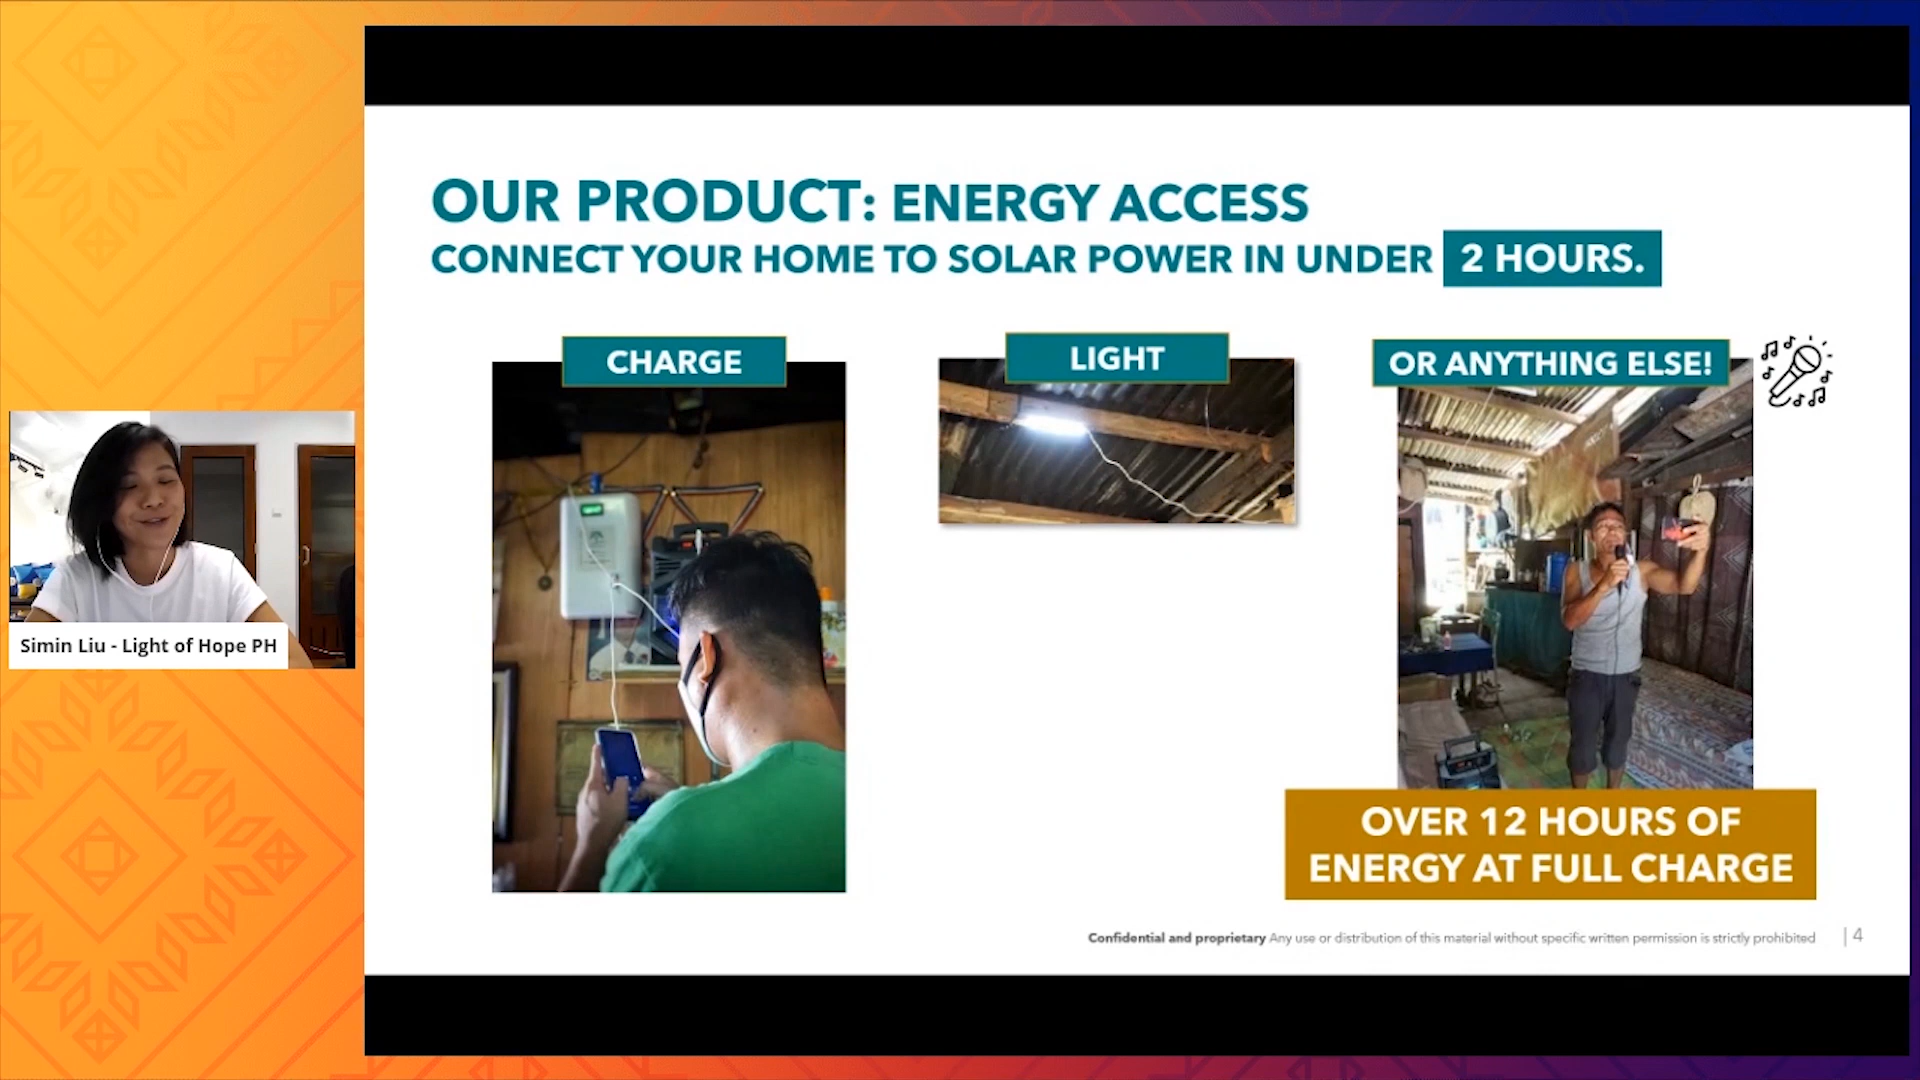 OUR PRODUCT: ENERGY ACCESS
CONNECT YOUR HOME TO SOLAR POWER IN UNDER 2 HOURS.
CHARGE
LIGHT
OR ANYTHING ELSE!
Simin Liu - Light of Hope PH
OVER 12 HOURS OF
ENERGY AT FULL CHARGE
Confidential and proprietary Any use or distribution of this material without specific written permission is strictly prohibited | 4